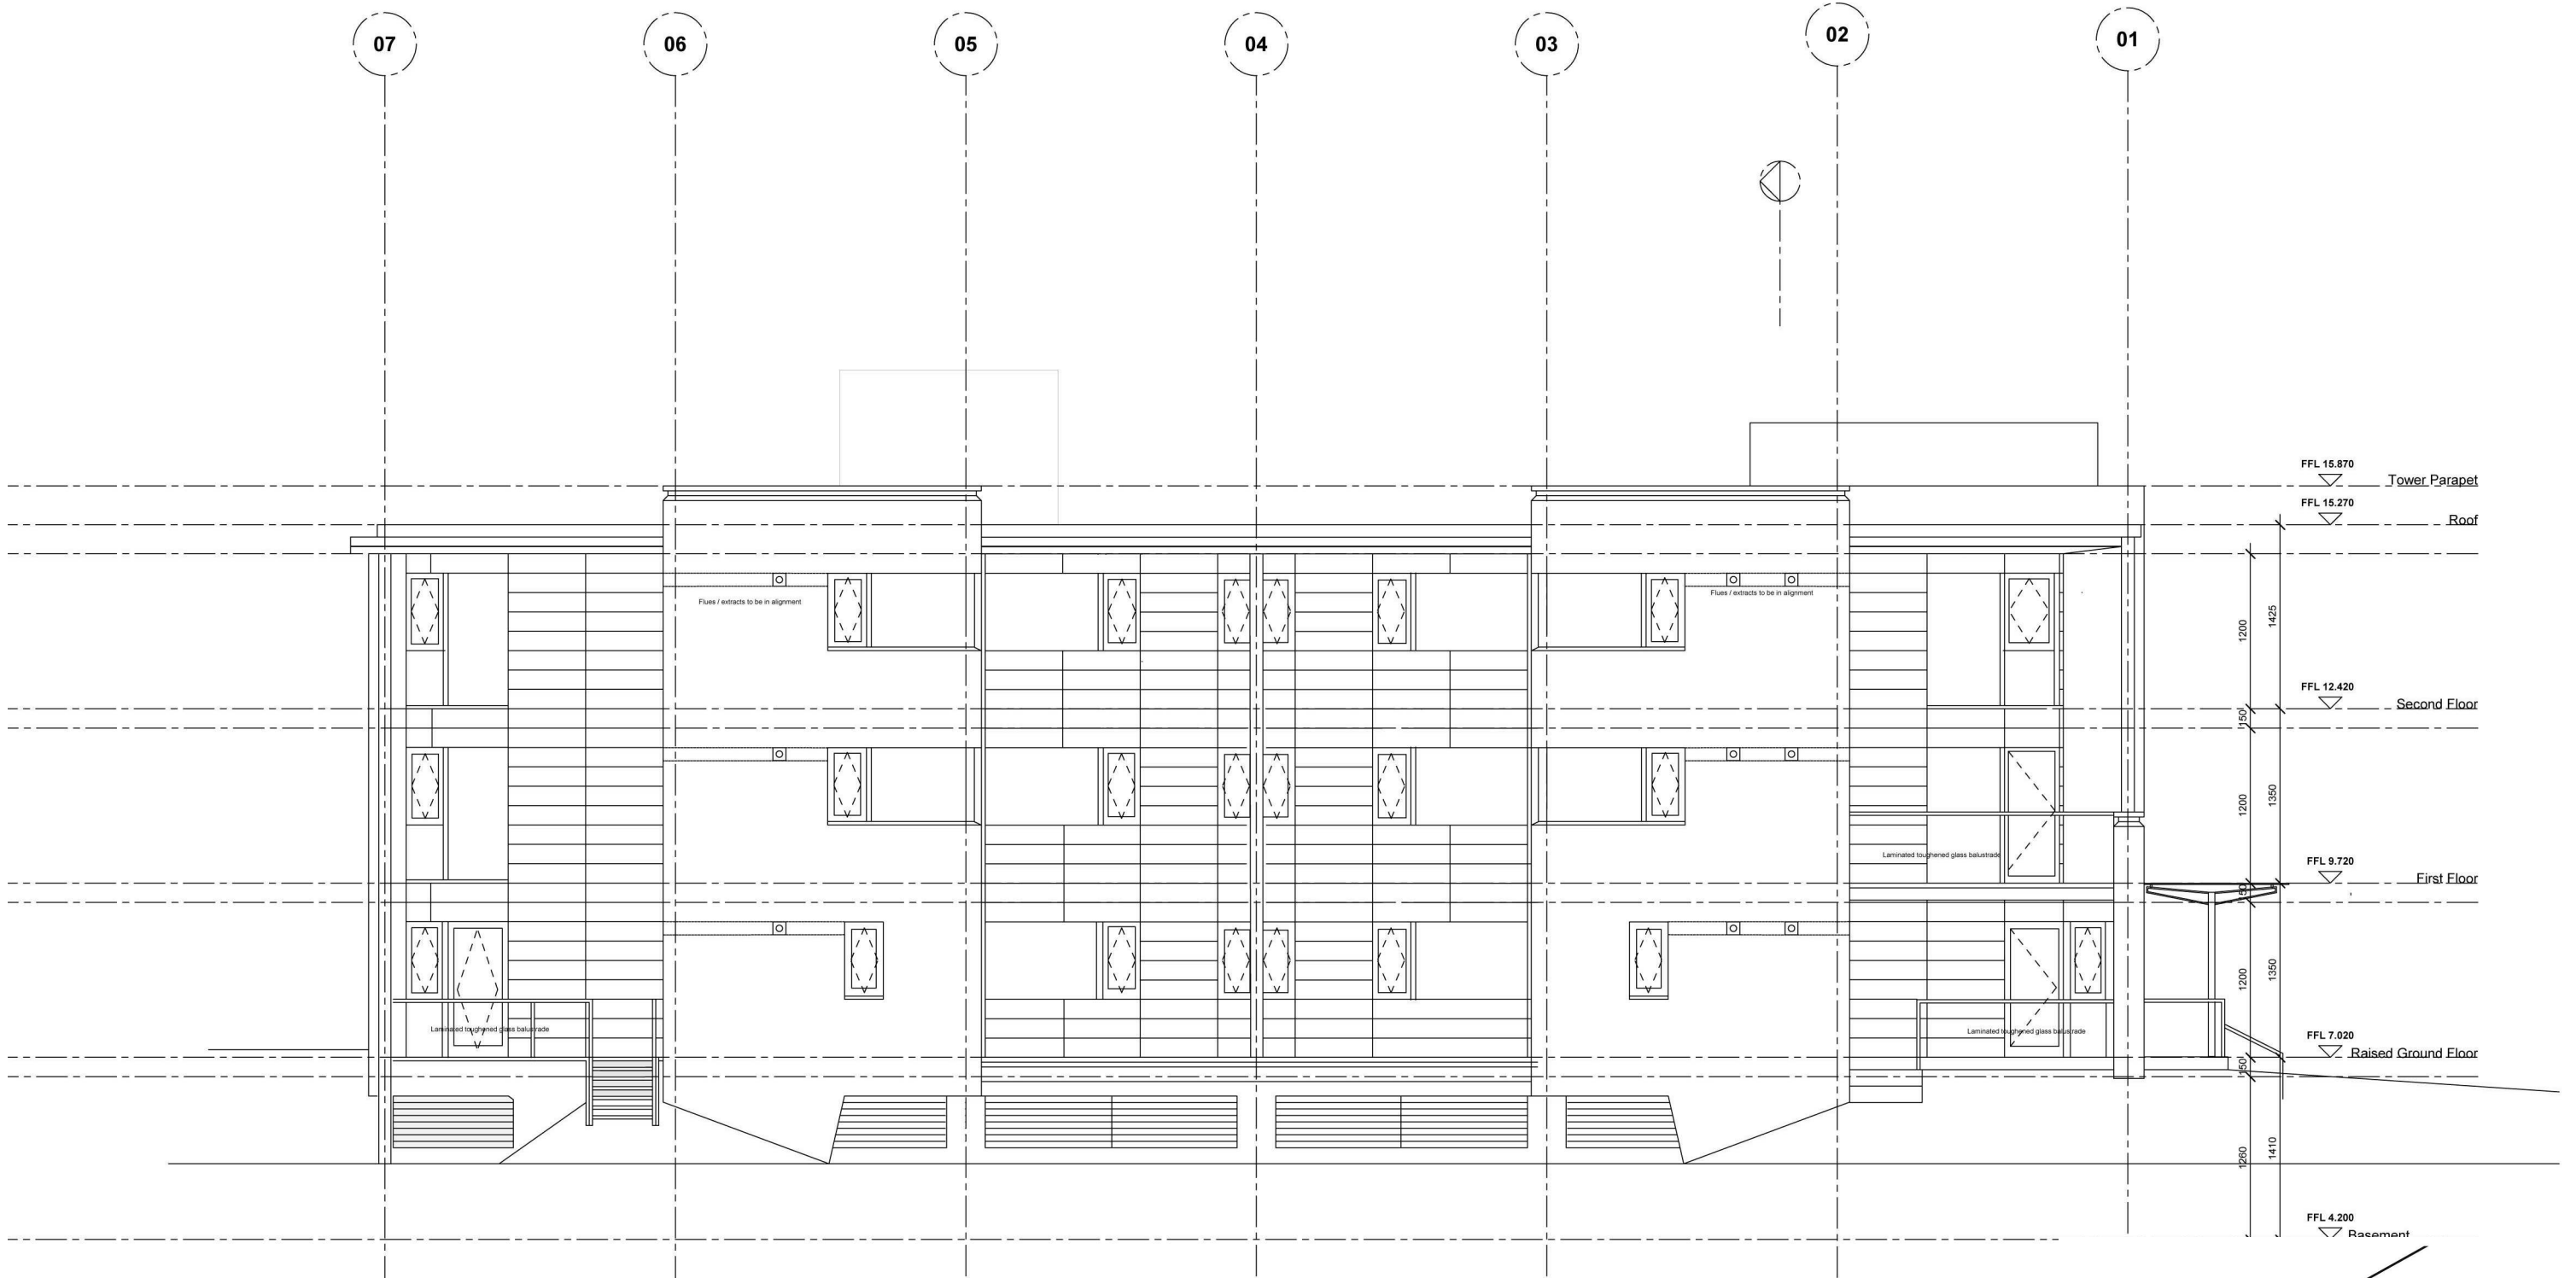 07
06
05
04
03
02
01
FFL 15.870
Tower Parapet
FFL 15.270
Roof
Flues / extracts to be in alignment
Flues / extracts to be in alignment
1200
1425
FFL 12.420
Second Floor
150
1200
1350
Laminated toughened glass balustrade
FFL 9.720
First Floor
150
1200
1350
Laminated toughened glass balustrade
Laminated toughened glass balustrade
FFL 7.020
Raised Ground Floor
150
1260
1410
FFL 4.200
Basement